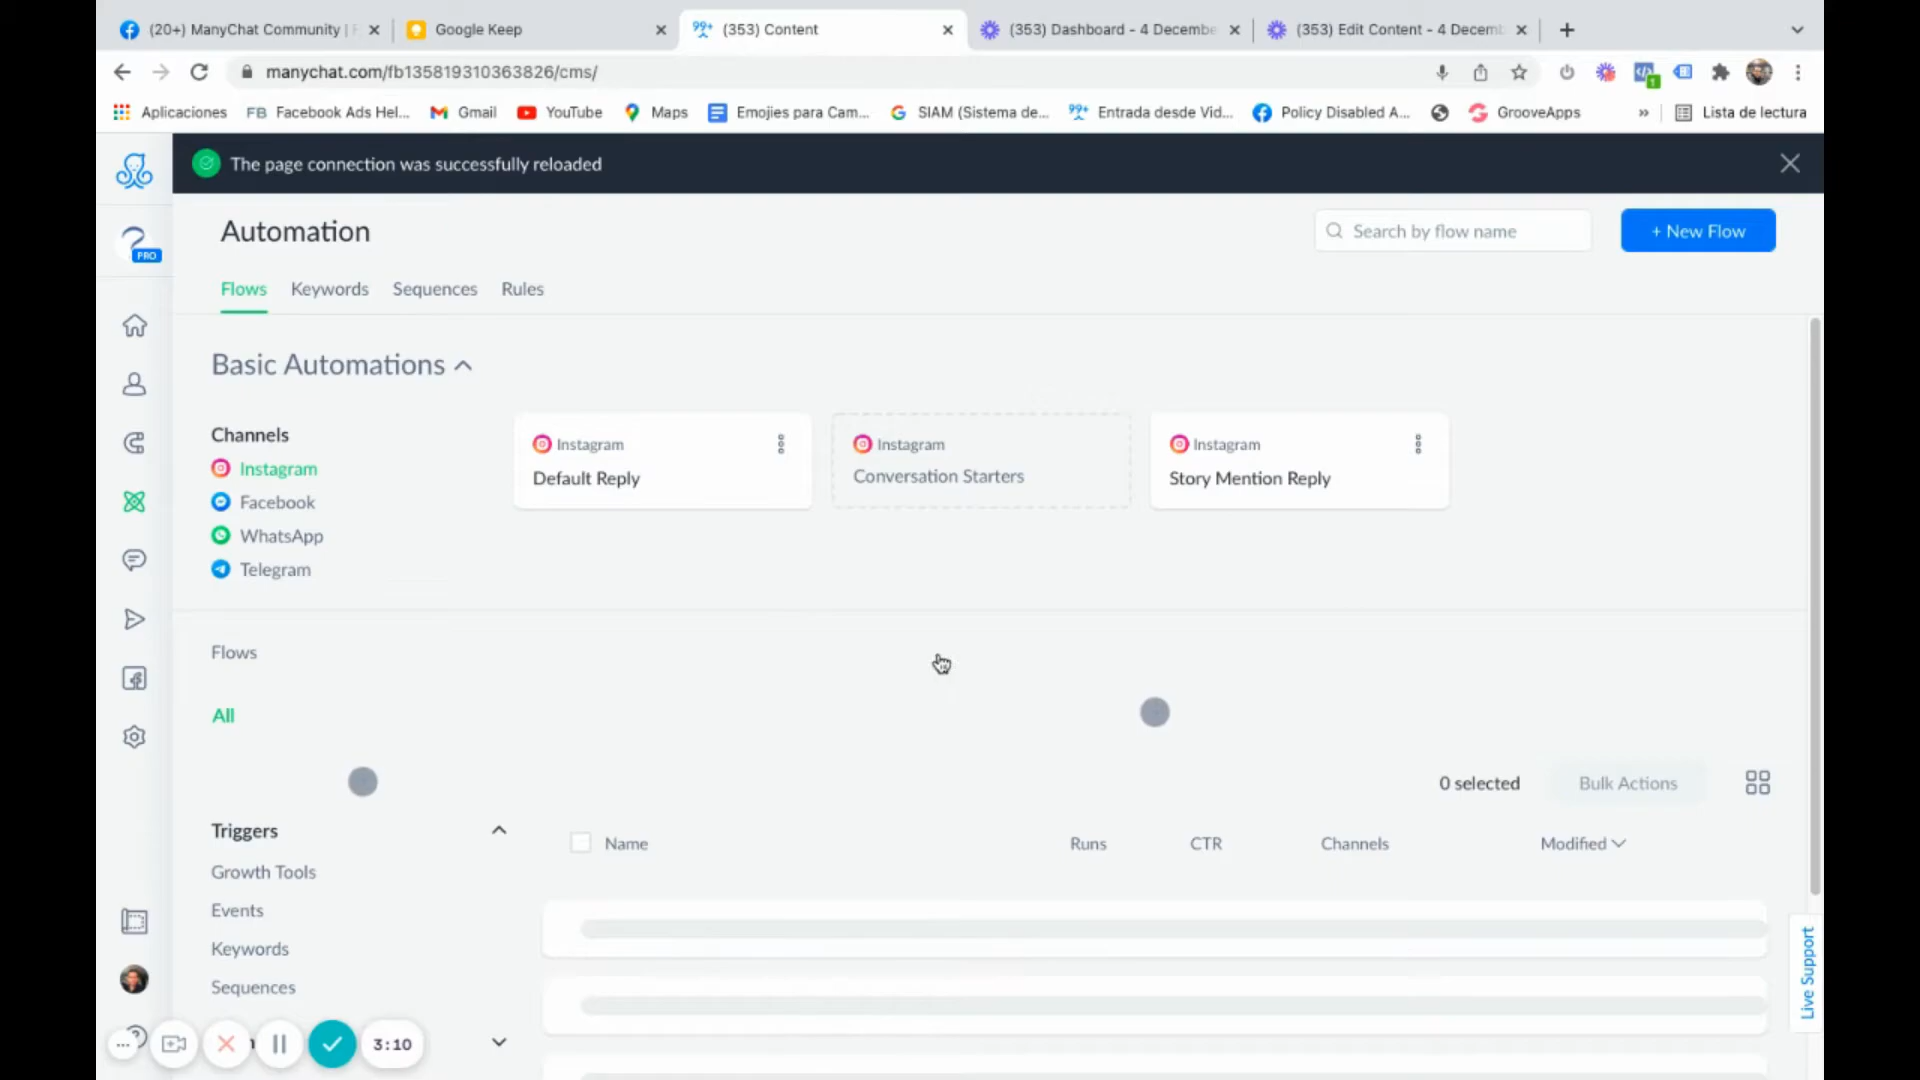 (20+) ManyChat Community |
Google Keep
99+ (353) Content
(353) Dashboard - 4 Decembe
(353) Edit Content - 4 Decemb
manychat.com/fb135819310363826/cms/
Aplicaciones
FB Facebook Ads Hel...
Gmail
YouTube
Maps
Emojies para Cam...
SIAM (Sistema de...
99+ Entrada desde Vid...
Policy Disabled A...
GrooveApps
»
Lista de lectura
The page connection was successfully reloaded
PRO
Automation
Search by flow name
+ New Flow
Flows
Keywords
Sequences
Rules
Basic Automations
Channels
Instagram
Facebook
WhatsApp
Telegram
Instagram
Default Reply
Instagram
Conversation Starters
Instagram
Story Mention Reply
Flows
All
0 selected
Bulk Actions
Triggers
Name
Runs
CTR
Channels
Modified
Growth Tools
Events
Keywords
Sequences
Live Support
3:10